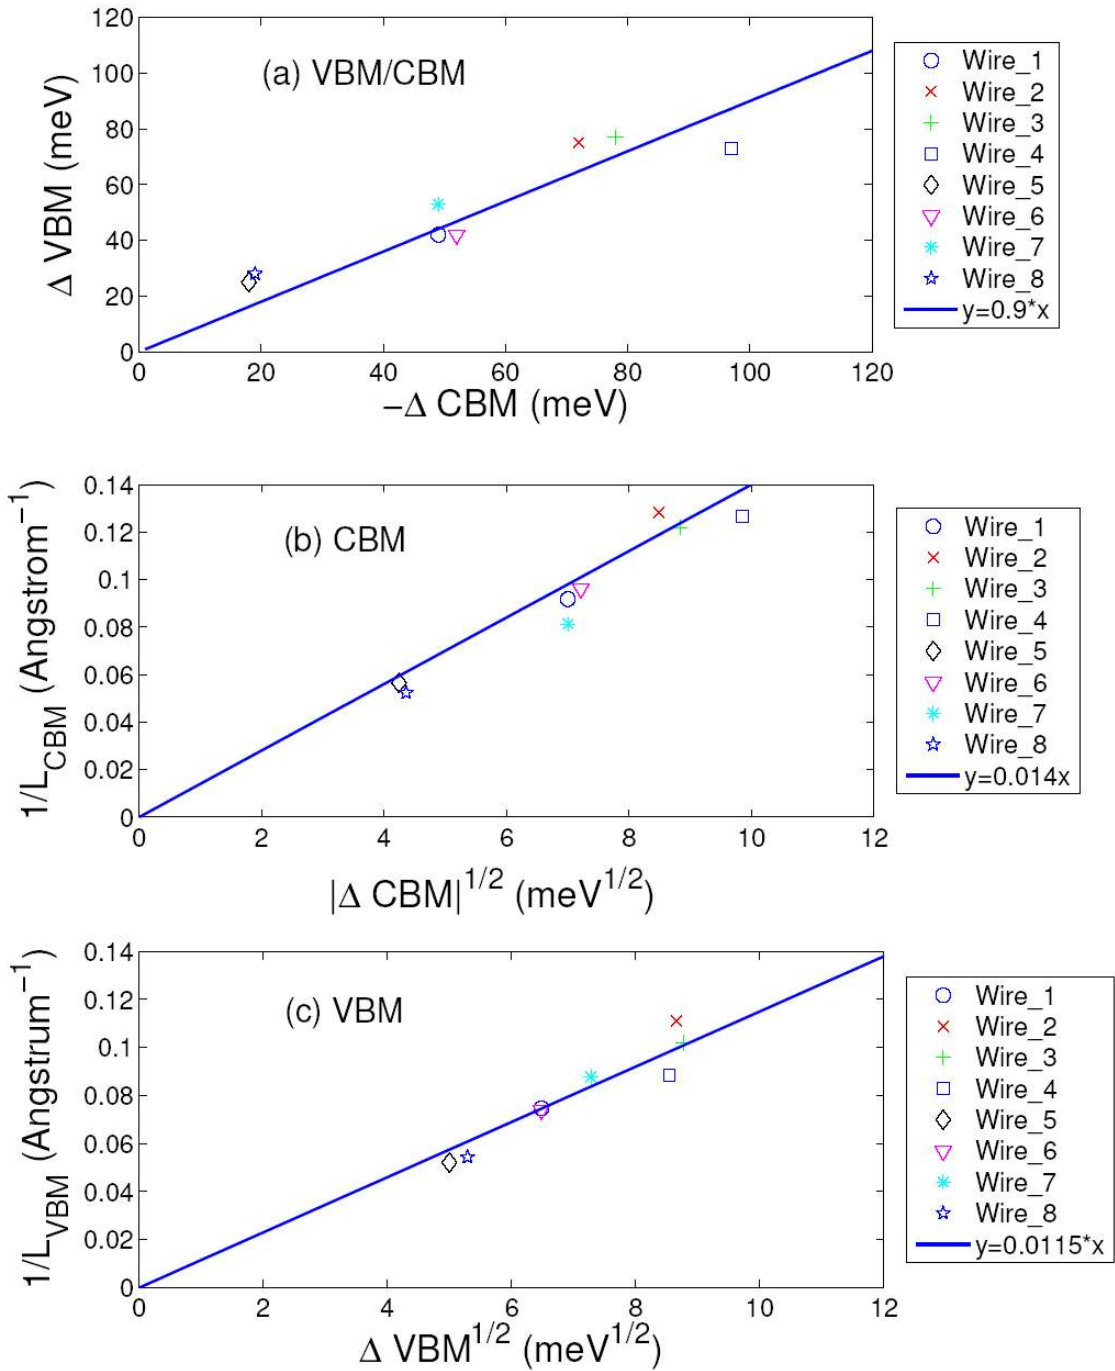 120
100
80
60
40
20
0
Δ VBM (meV)
(a) VBM/CBM
0 20 40 60 80 100 120
−Δ CBM (meV)
Wire_1
Wire_2
Wire_3
Wire_4
Wire_5
Wire_6
Wire_7
Wire_8
y=0.9*x
0.14
0.12
0.1
0.08
0.06
0.04
0.02
0
1/L_CBM (Angstrom⁻¹)
(b) CBM
0 2 4 6 8 10 12
|Δ CBM|^1/2 (meV^1/2)
Wire_1
Wire_2
Wire_3
Wire_4
Wire_5
Wire_6
Wire_7
Wire_8
y=0.014x
0.14
0.12
0.1
0.08
0.06
0.04
0.02
0
1/L_VBM (Angstrum⁻¹)
(c) VBM
0 2 4 6 8 10 12
Δ VBM^1/2 (meV^1/2)
Wire_1
Wire_2
Wire_3
Wire_4
Wire_5
Wire_6
Wire_7
Wire_8
y=0.0115*x